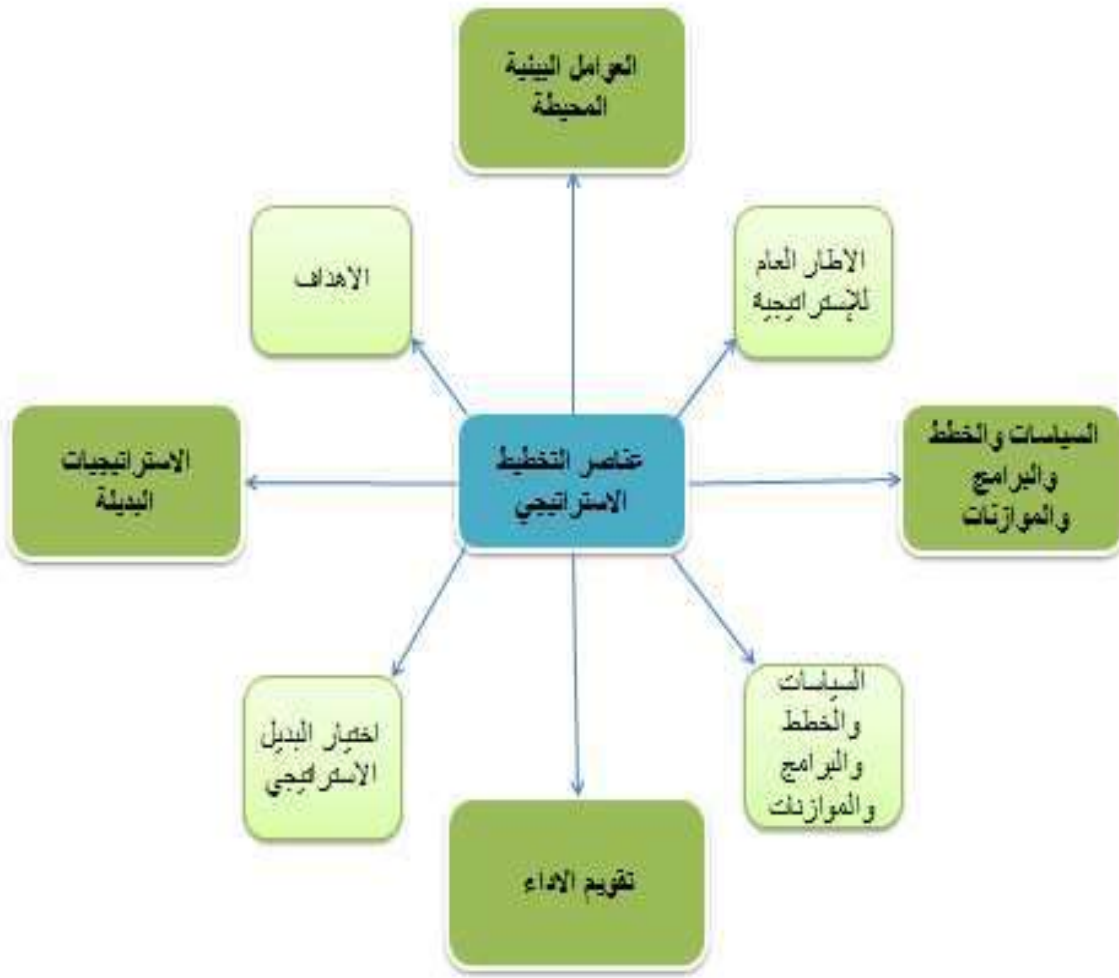 العوامل البيئية
المحيطة
الاطار العام
للإستراتيجية
الاهداف
السياسات والخطط
والبرامج
والموازنات
عناصر التخطيط
الاستراتيجي
الاستراتيجيات
البديلة
السياسات
والخطط
والبرامج
والموازنات
اختيار البديل
الاستراتيجي
تقويم الاداء